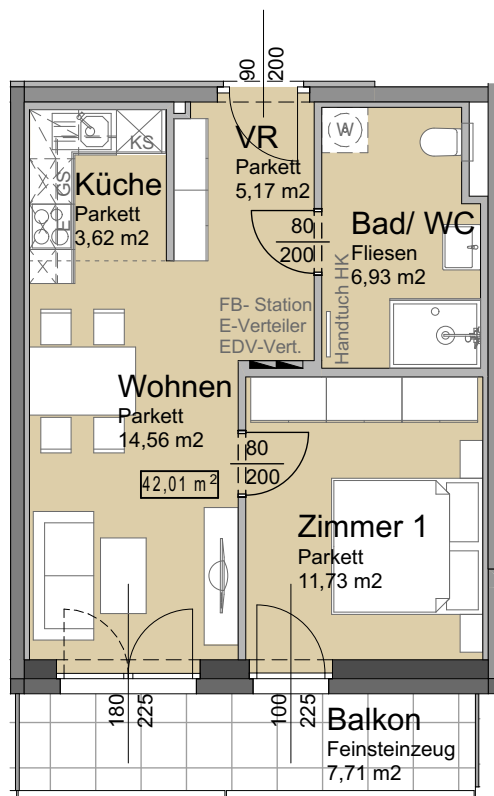 90
200
KS
VR
Parkett
5,17 m2
W
Küche
Parkett
3,62 m2
GS
E
80
200
Bad/ WC
Fliesen
6,93 m2
Handtuch HK
FB- Station
E-Verteiler
EDV-Vert.
Wohnen
Parkett
14,56 m2
42,01 m²
80
200
Zimmer 1
Parkett
11,73 m2
180
225
100
225
Balkon
Feinsteinzeug
7,71 m2